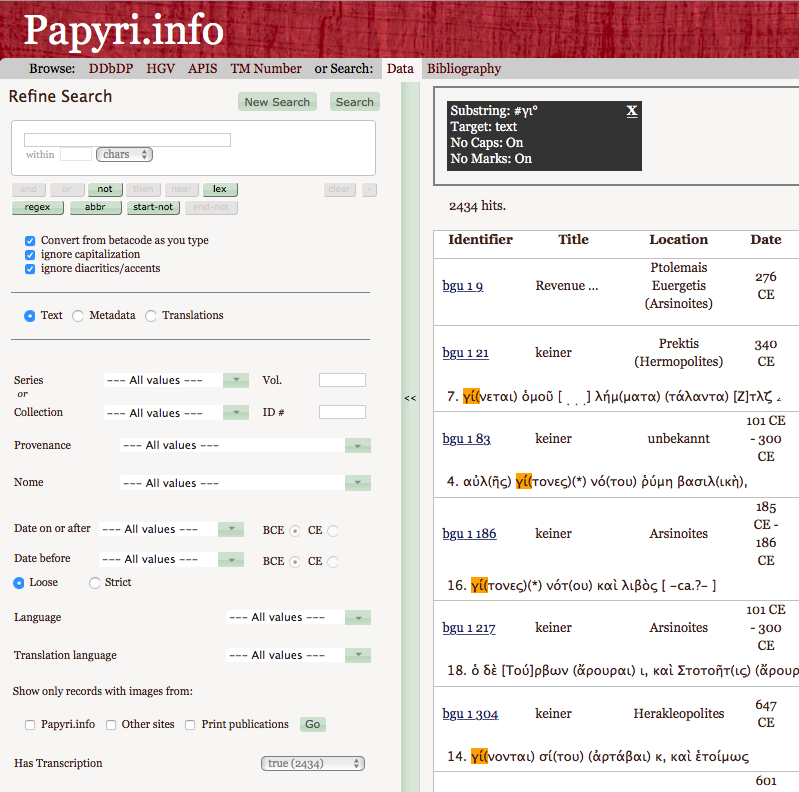 Papyri.info
Browse: DDbDP HGV APIS TM Number or Search: Data Bibliography
Refine Search
New Search Search
within chars
and or not then near lex clear -
regex abbr start-not end-not
Convert from betacode as you type
ignore capitalization
ignore diacritics/accents
Text Metadata Translations
Series --- All values --- Vol.
or
Collection --- All values --- ID #
Provenance --- All values ---
Nome --- All values ---
Date on or after --- All values --- BCE CE
Date before --- All values --- BCE CE
Loose Strict
Language --- All values ---
Translation language --- All values ---
Show only records with images from:
Papyri.info Other sites Print publications Go
Has Transcription true (2434)
<<
Substring: #γι° X
Target: text
No Caps: On
No Marks: On
2434 hits.
Identifier Title Location Date
bgu 1 9 Revenue ... Ptolemais Euergetis (Arsinoites) 276 CE
bgu 1 21 keiner Prektis (Hermopolites) 340 CE
7. γί(νεται) ὁμοῦ [ ̣ ̣ ̣] λήμ(ματα) (τάλαντα) [Ζ]τλζ
bgu 1 83 keiner unbekannt 101 CE - 300 CE
4. αὐλ(ῆς) γί(τονες)(*) νό(του) ῥύμη βασιλ(ικὴ),
bgu 1 186 keiner Arsinoites 185 CE - 186 CE
16. γί(τονες)(*) νότ(ου) καὶ λιβὸς [ -ca.?- ]
bgu 1 217 keiner Arsinoites 101 CE - 300 CE
18. ὁ δὲ [Τού]ρβων (ἄρουραι) ι, καὶ Στοτοῆτ(ις) (ἄρουρ
bgu 1 304 keiner Herakleopolites 647 CE
14. γί(νονται) σί(του) (ἀρτάβαι) κ, καὶ ἑτοίμως
601